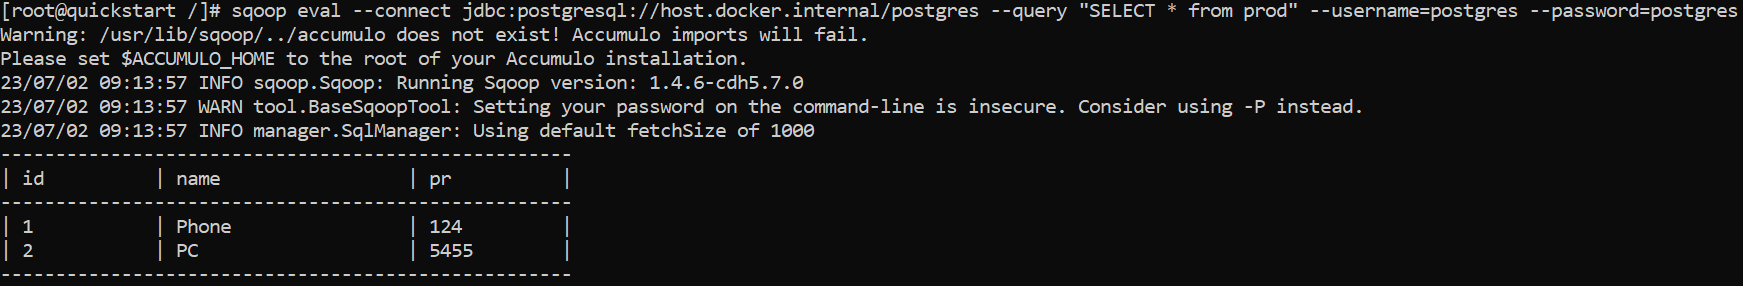 [root@quickstart /]# sqoop eval --connect jdbc:postgresql://host.docker.internal/postgres --query "SELECT * from prod" --username=postgres --password=postgres
Warning: /usr/lib/sqoop/../accumulo does not exist! Accumulo imports will fail.
Please set $ACCUMULO_HOME to the root of your Accumulo installation.
23/07/02 09:13:57 INFO sqoop.Sqoop: Running Sqoop version: 1.4.6-cdh5.7.0
23/07/02 09:13:57 WARN tool.BaseSqoopTool: Setting your password on the command-line is insecure. Consider using -P instead.
23/07/02 09:13:57 INFO manager.SqlManager: Using default fetchSize of 1000
----------------------------------------------------
| id          | name                 | pr          |
----------------------------------------------------
| 1           | Phone                | 124         |
| 2           | PC                   | 5455        |
----------------------------------------------------